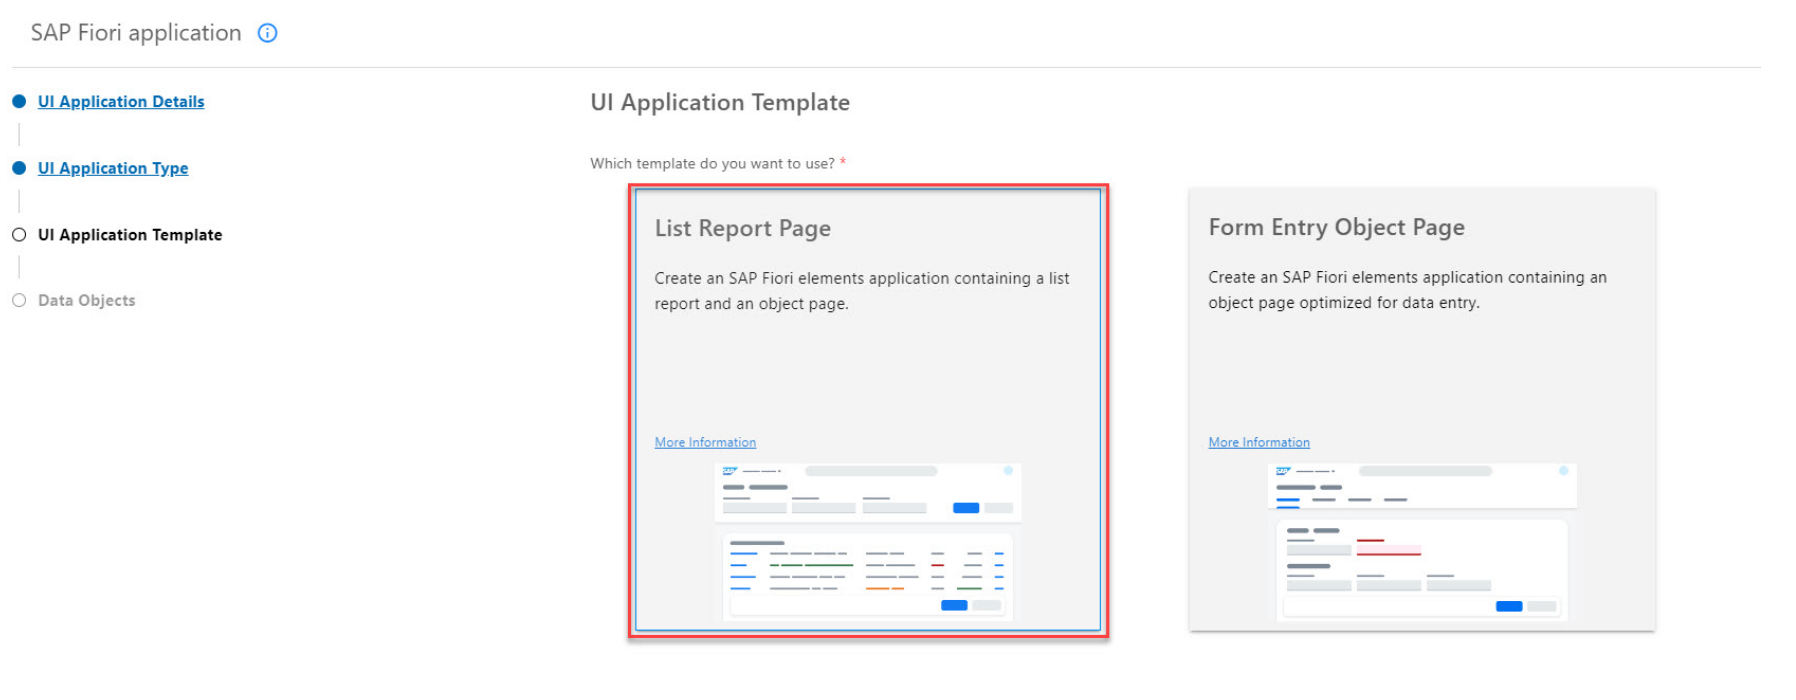 SAP Fiori application
UI Application Details
UI Application Type
UI Application Template
Data Objects
UI Application Template
Which template do you want to use? *
List Report Page
Create an SAP Fiori elements application containing a list
report and an object page.
More Information
SAP
Form Entry Object Page
Create an SAP Fiori elements application containing an
object page optimized for data entry.
More Information
SAP